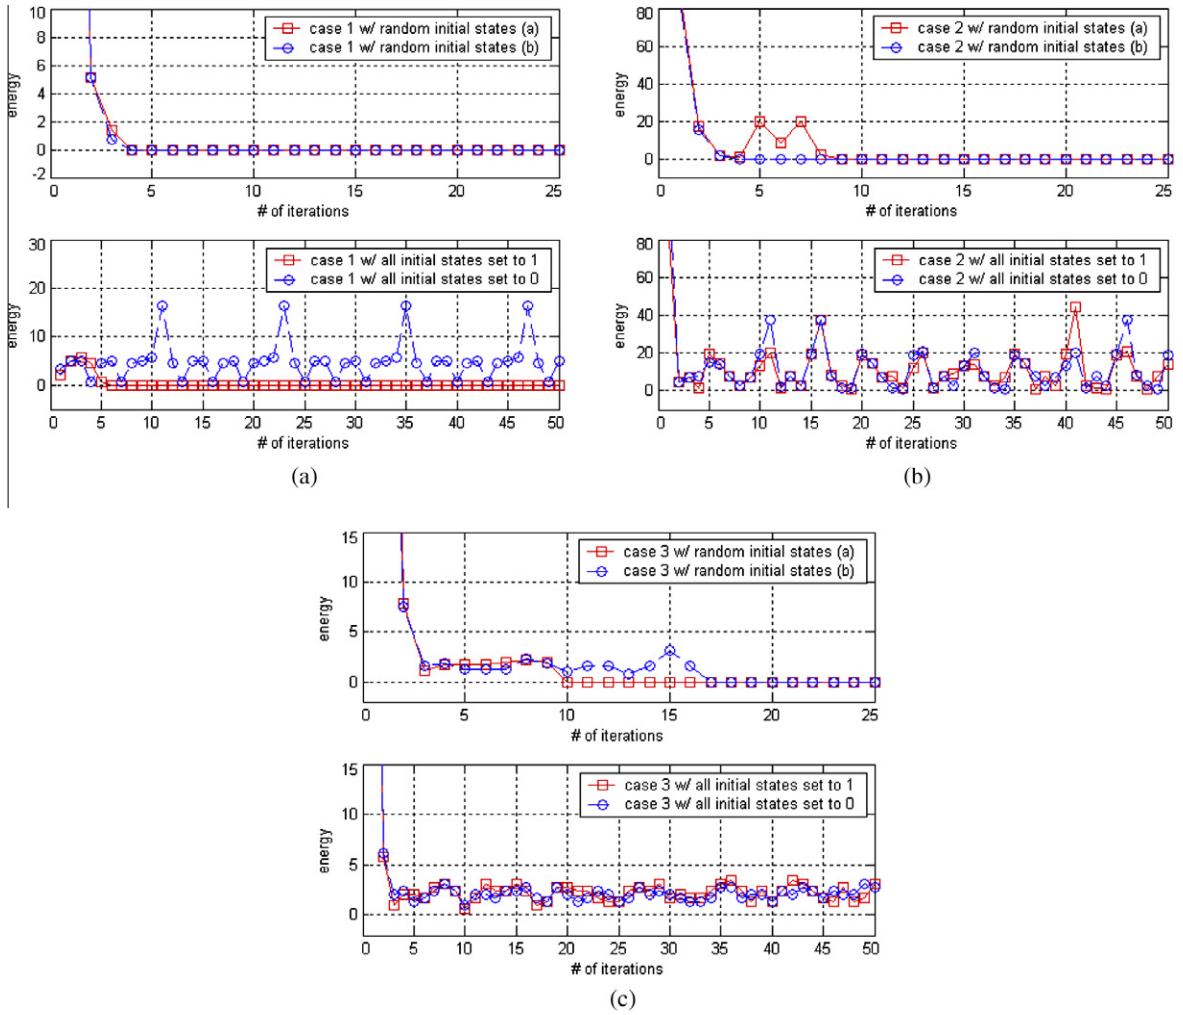 case 1 w/ random initial states (a)
case 1 w/ random initial states (b)
energy
10
8
6
4
2
0
-2
0 5 10 15 20 25
# of iterations
case 2 w/ random initial states (a)
case 2 w/ random initial states (b)
energy
80
60
40
20
0
0 5 10 15 20 25
# of iterations
case 1 w/ all initial states set to 1
case 1 w/ all initial states set to 0
energy
30
20
10
0
0 5 10 15 20 25 30 35 40 45 50
# of iterations
(a)
case 2 w/ all initial states set to 1
case 2 w/ all initial states set to 0
energy
80
60
40
20
0
0 5 10 15 20 25 30 35 40 45 50
# of iterations
(b)
case 3 w/ random initial states (a)
case 3 w/ random initial states (b)
energy
15
10
5
0
0 5 10 15 20 25
# of iterations
case 3 w/ all initial states set to 1
case 3 w/ all initial states set to 0
energy
15
10
5
0
0 5 10 15 20 25 30 35 40 45 50
# of iterations
(c)